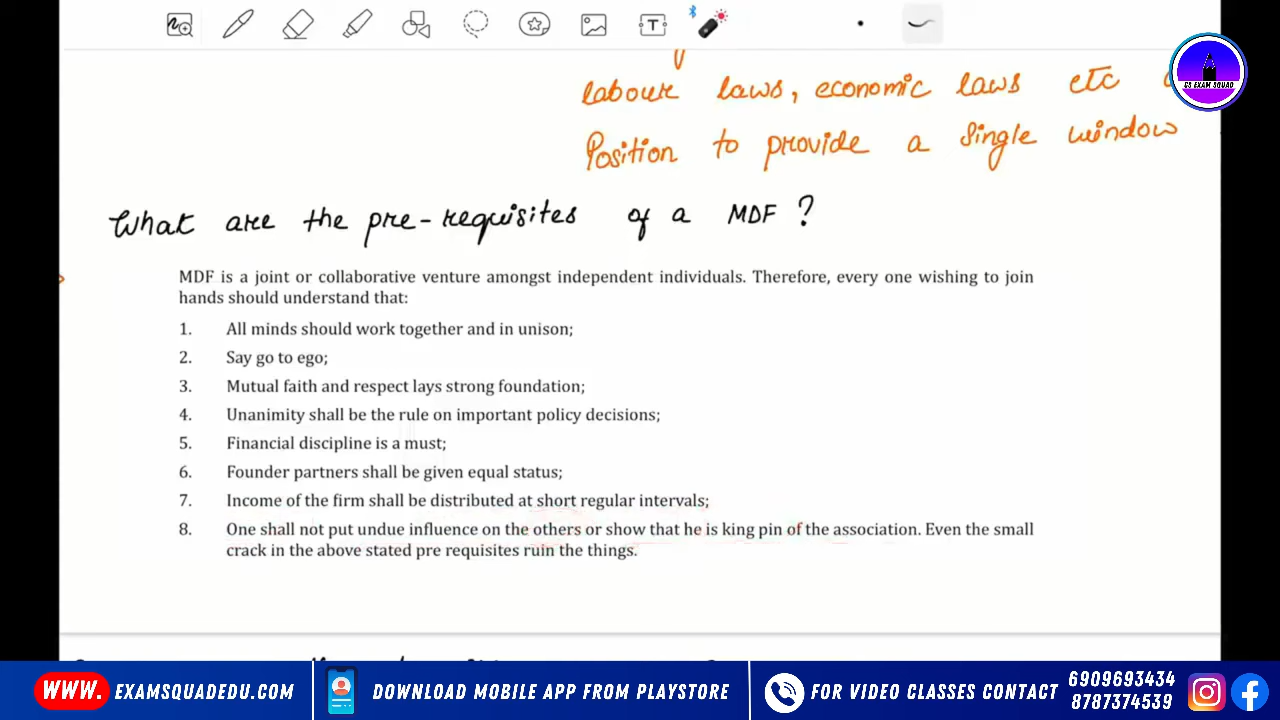 labour laws, economic laws etc
Position to provide a single window
CS EXAM SQUAD
What are the pre-requisites of a MDF ?
MDF is a joint or collaborative venture amongst independent individuals. Therefore, every one wishing to join
hands should understand that:
1. All minds should work together and in unison;
2. Say go to ego;
3. Mutual faith and respect lays strong foundation;
4. Unanimity shall be the rule on important policy decisions;
5. Financial discipline is a must;
6. Founder partners shall be given equal status;
7. Income of the firm shall be distributed at short regular intervals;
8. One shall not put undue influence on the others or show that he is king pin of the association. Even the small
crack in the above stated pre requisites ruin the things.
WWW. EXAMSQUADEDU.COM
DOWNLOAD MOBILE APP FROM PLAYSTORE
FOR VIDEO CLASSES CONTACT
6909693434
8787374539